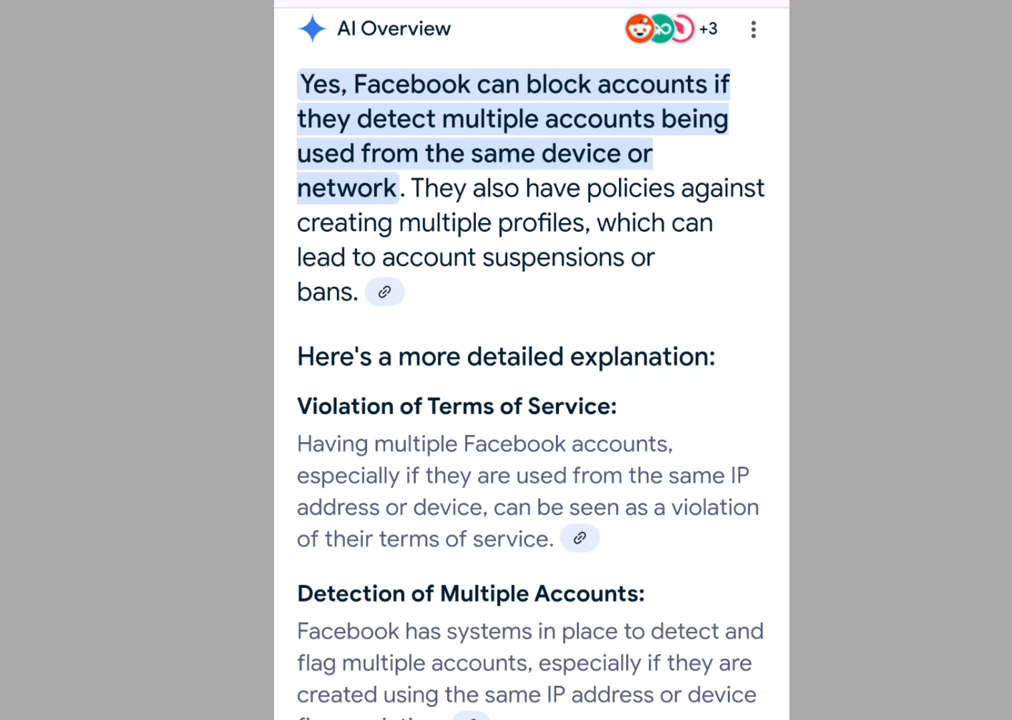 AI Overview +3
Yes, Facebook can block accounts if
they detect multiple accounts being
used from the same device or
network. They also have policies against
creating multiple profiles, which can
lead to account suspensions or
bans.
Here's a more detailed explanation:
Violation of Terms of Service:
Having multiple Facebook accounts,
especially if they are used from the same IP
address or device, can be seen as a violation
of their terms of service.
Detection of Multiple Accounts:
Facebook has systems in place to detect and
flag multiple accounts, especially if they are
created using the same IP address or device